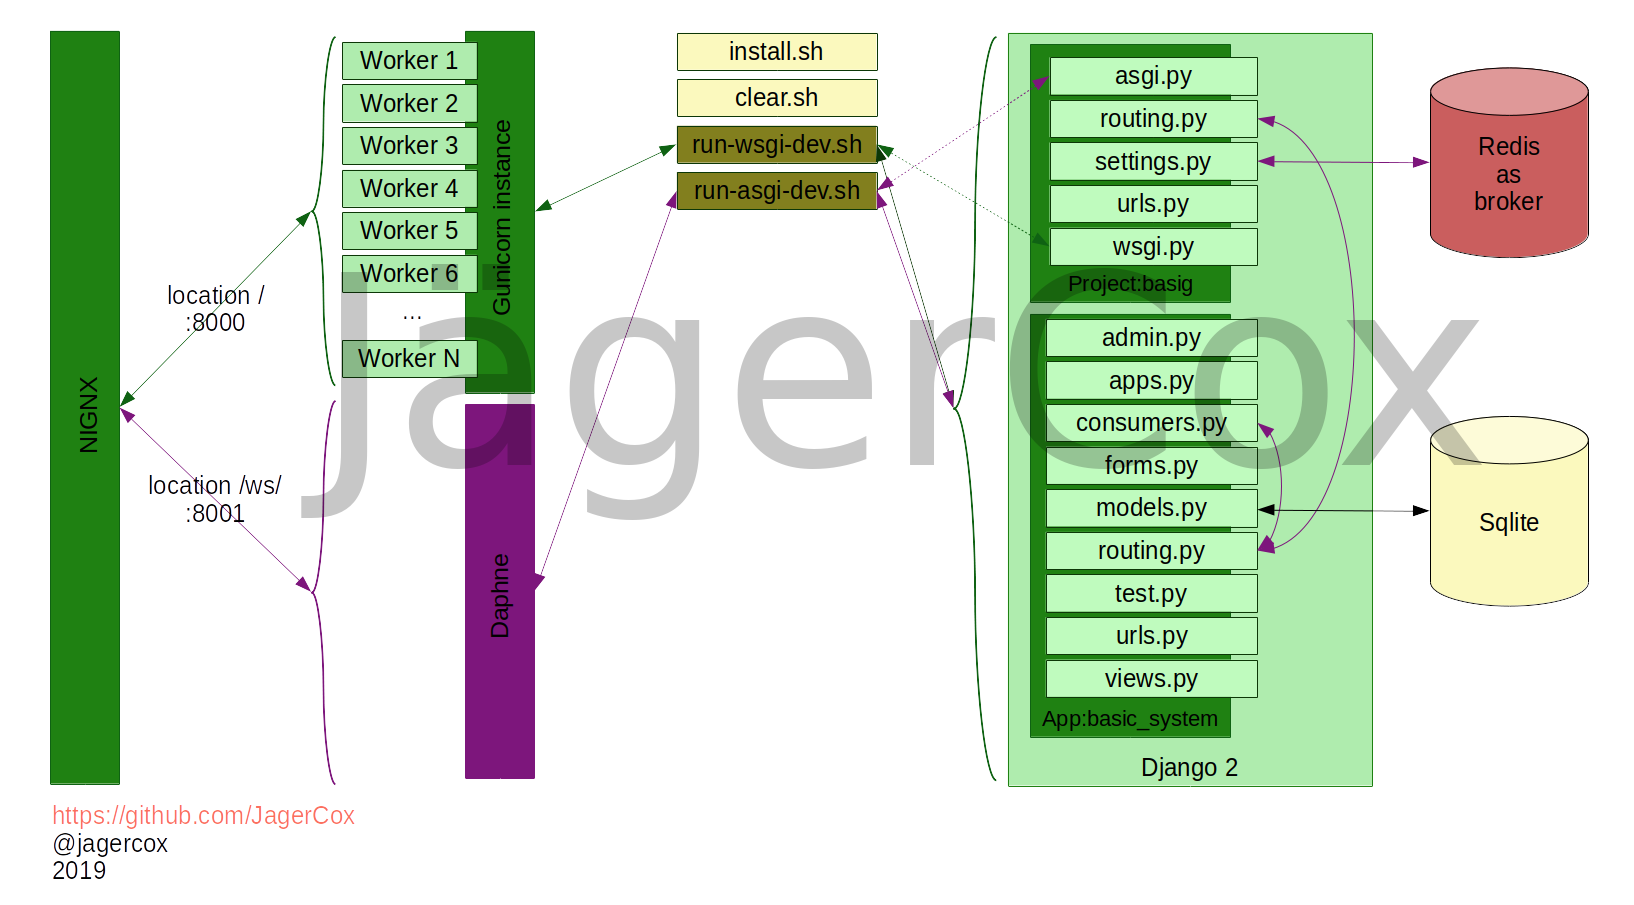 NIGNX
location /
:8000
location /ws/
:8001
Worker 1
Worker 2
Worker 3
Worker 4
Worker 5
Worker 6
...
Worker N
Gunicorn instance
Daphne
install.sh
clear.sh
run-wsgi-dev.sh
run-asgi-dev.sh
asgi.py
routing.py
settings.py
urls.py
wsgi.py
Project:basig
admin.py
apps.py
consumers.py
forms.py
models.py
routing.py
test.py
urls.py
views.py
App:basic_system
Django 2
Redis
as
broker
Sqlite
JagerCox
https://github.com/JagerCox
@jagercox
2019